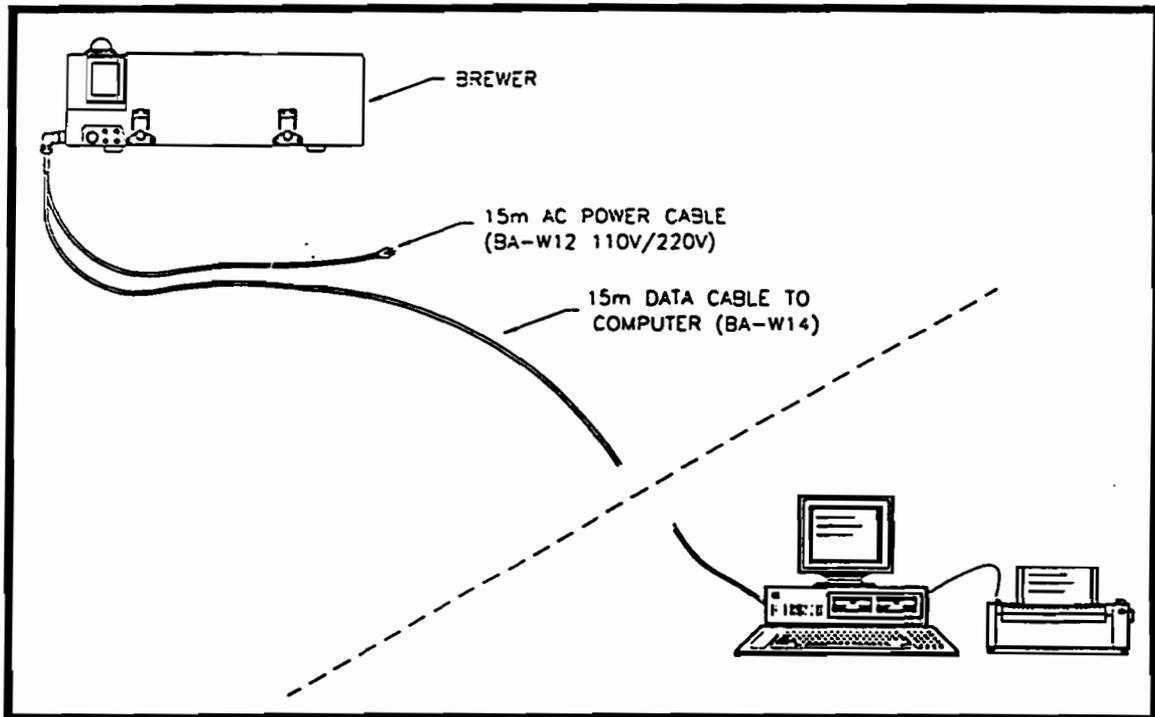 BREWER
15m AC POWER CABLE
(BA-W12 110V/220V)
15m DATA CABLE TO
COMPUTER (BA-W14)